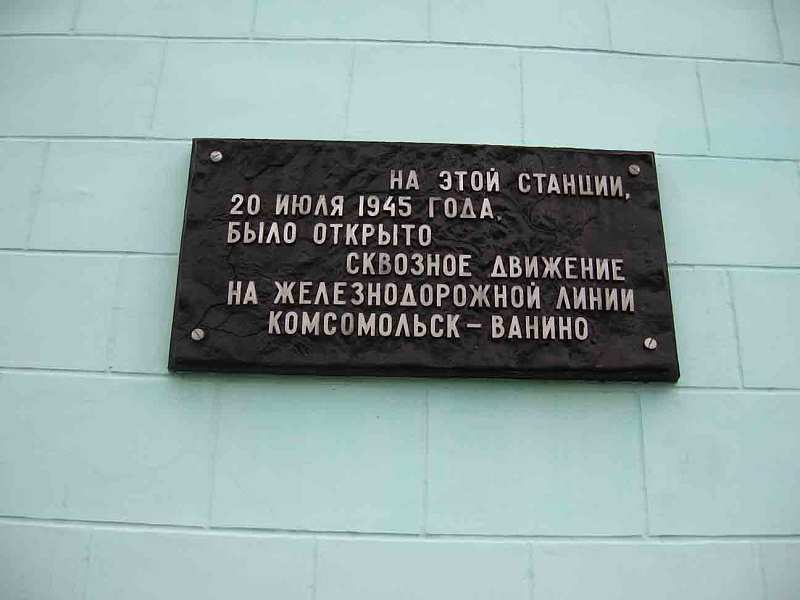 НА ЭТОЙ СТАНЦИИ,
20 ИЮЛЯ 1945 ГОДА,
БЫЛО ОТКРЫТО
СКВОЗНОЕ ДВИЖЕНИЕ
НА ЖЕЛЕЗНОДОРОЖНОЙ ЛИНИИ
КОМСОМОЛЬСК – ВАНИНО